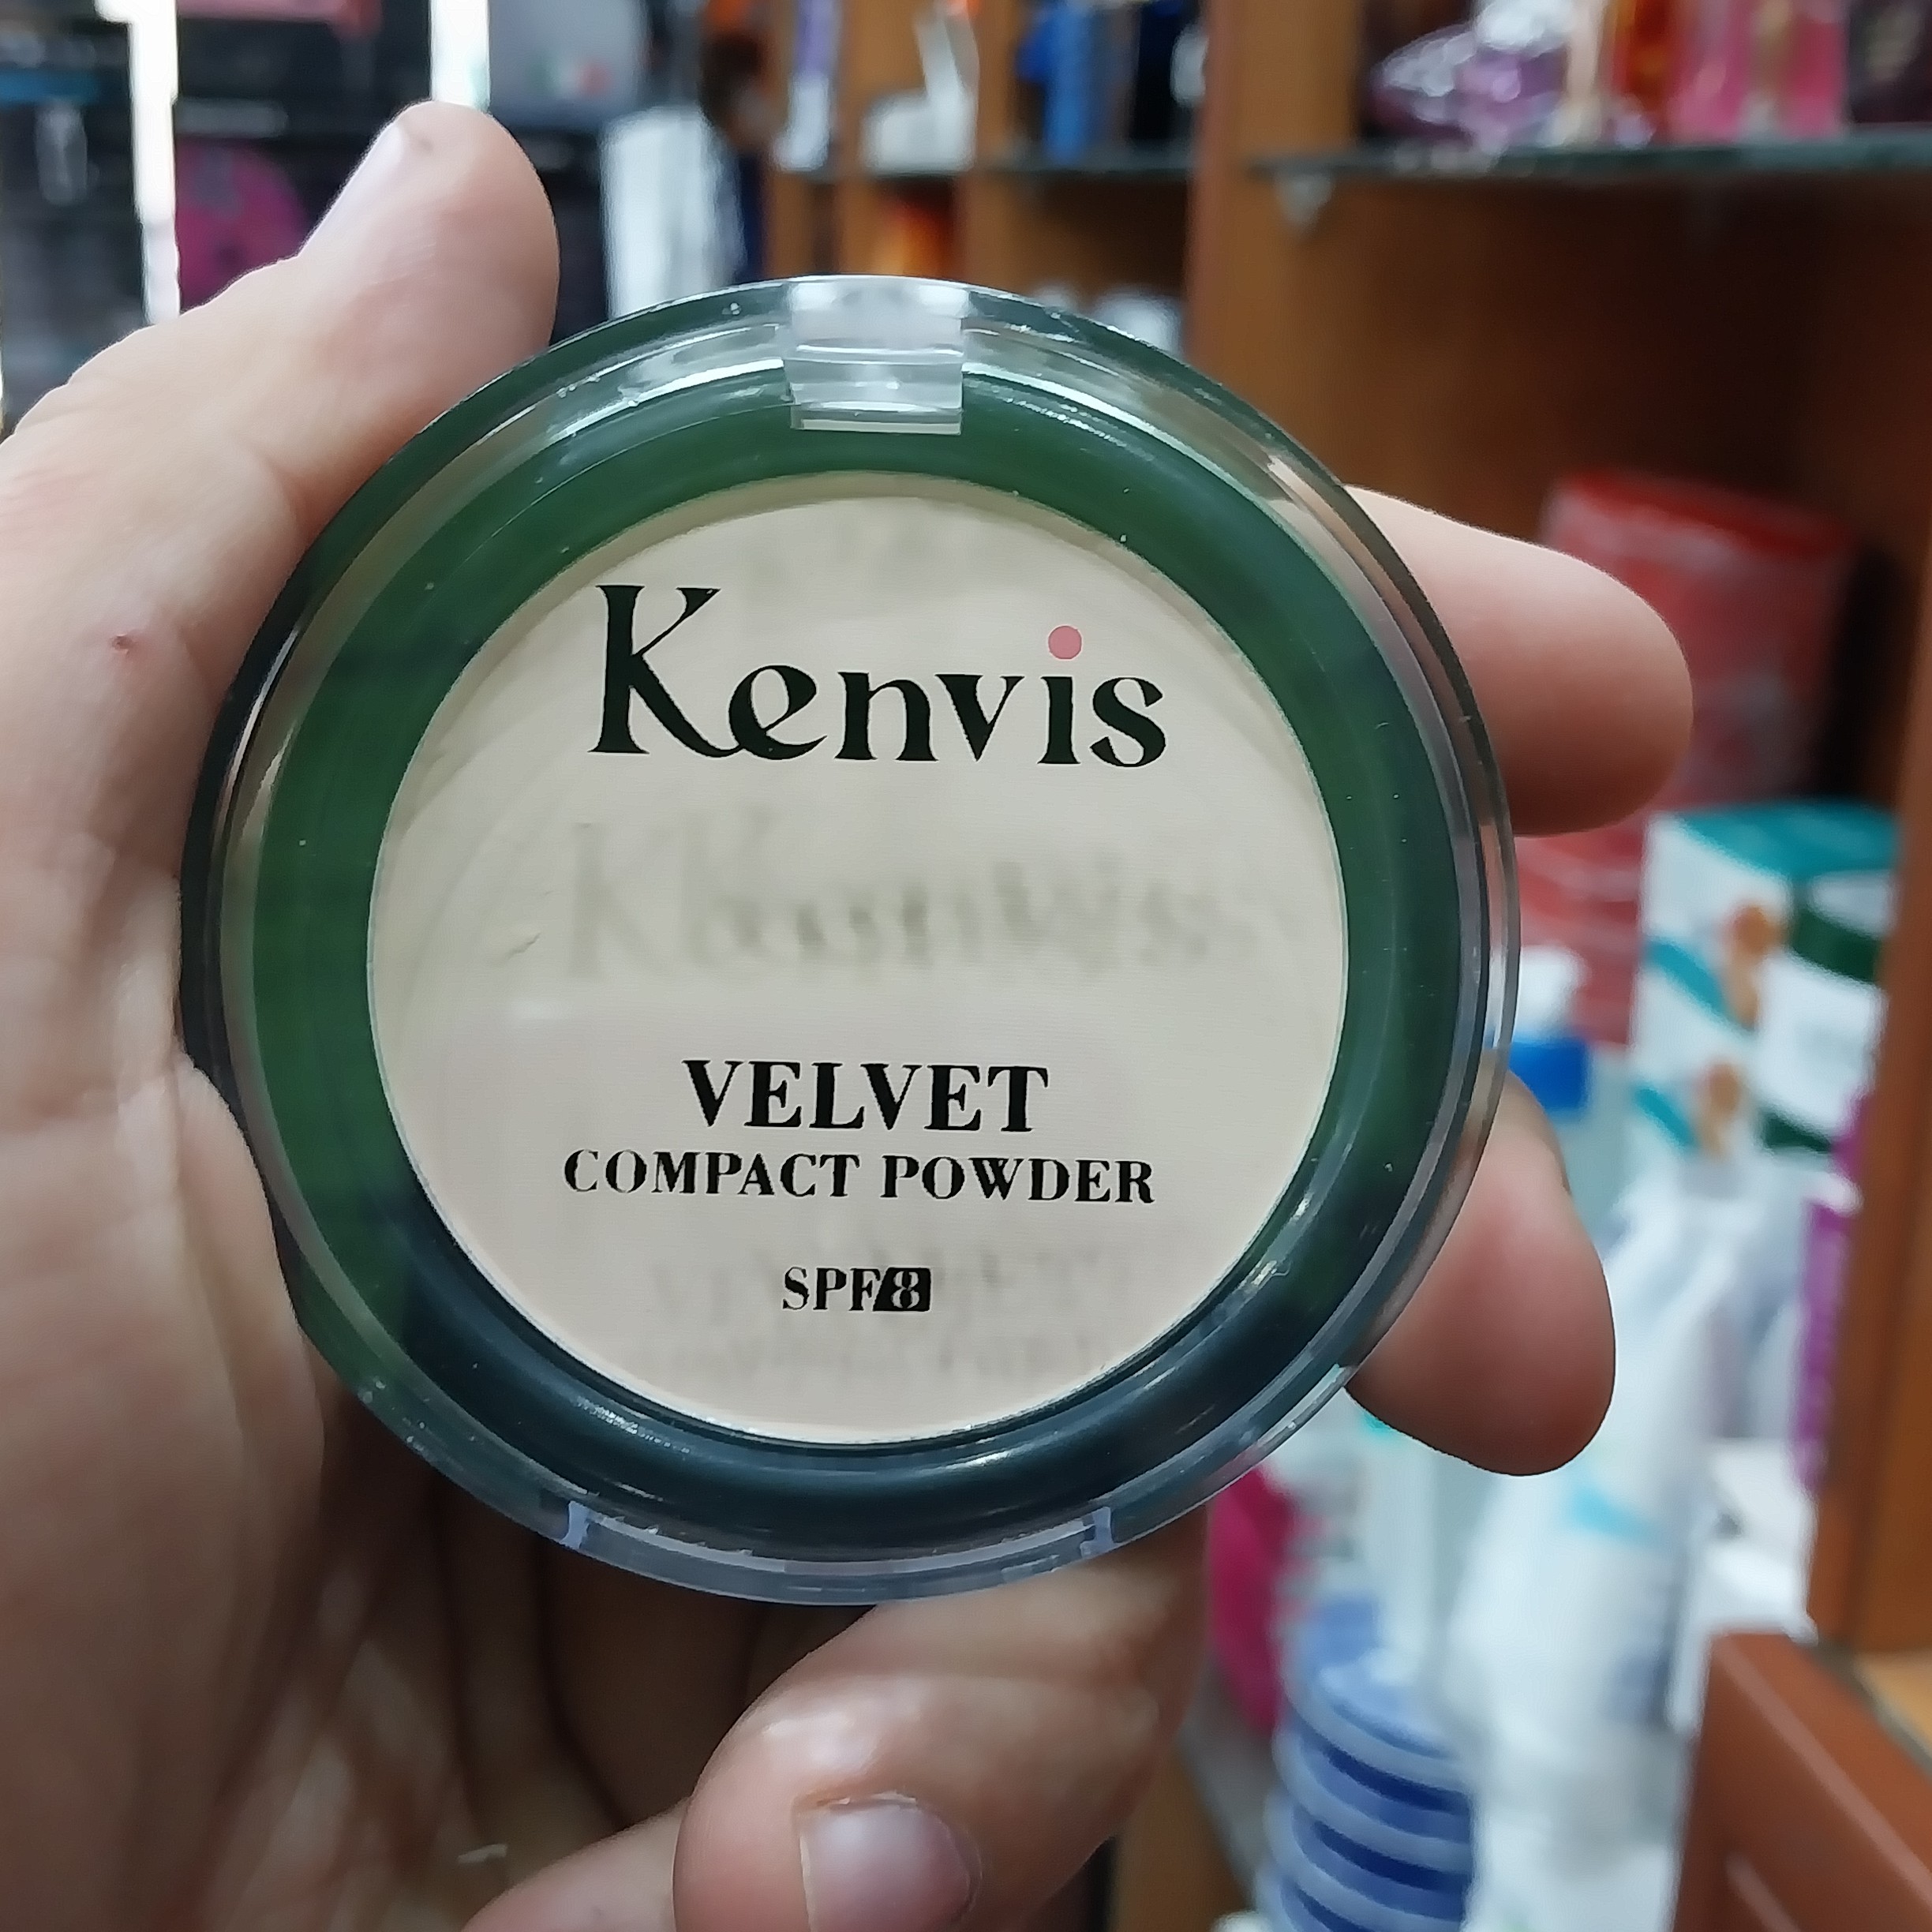 Kenvis
VELVET
COMPACT POWDER
SPF8